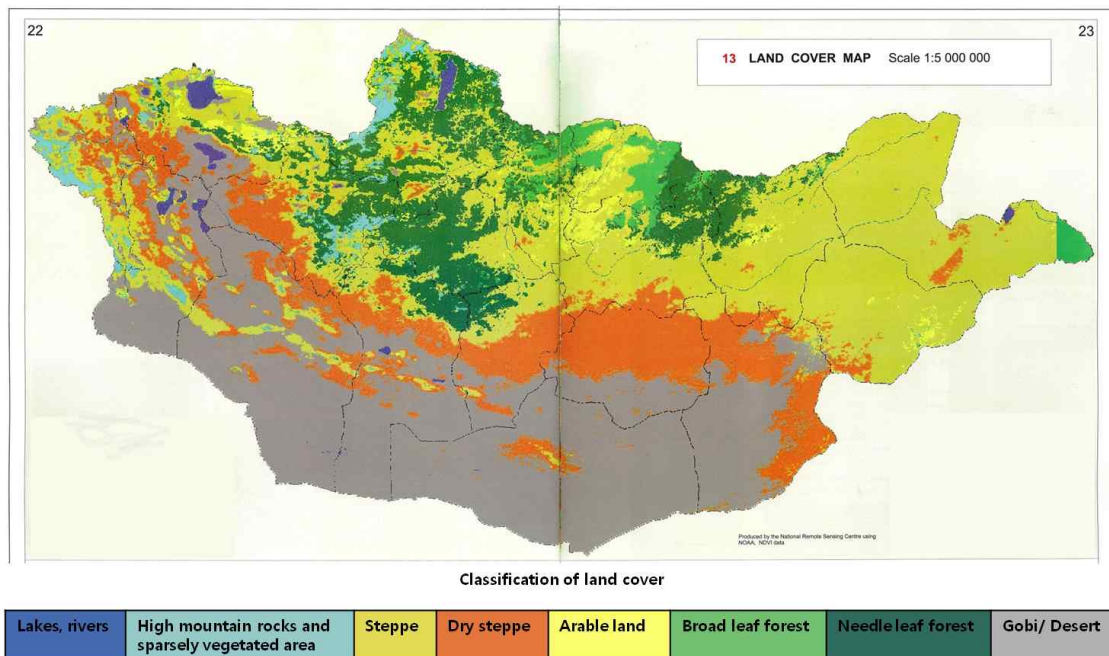 22
23
13 LAND COVER MAP Scale 1:5 000 000
Produced by the National Remote Sensing Centre using
NOAA, NDVI data
Classification of land cover
Lakes, rivers
High mountain rocks and
sparsely vegetated area
Steppe
Dry steppe
Arable land
Broad leaf forest
Needle leaf forest
Gobi/ Desert